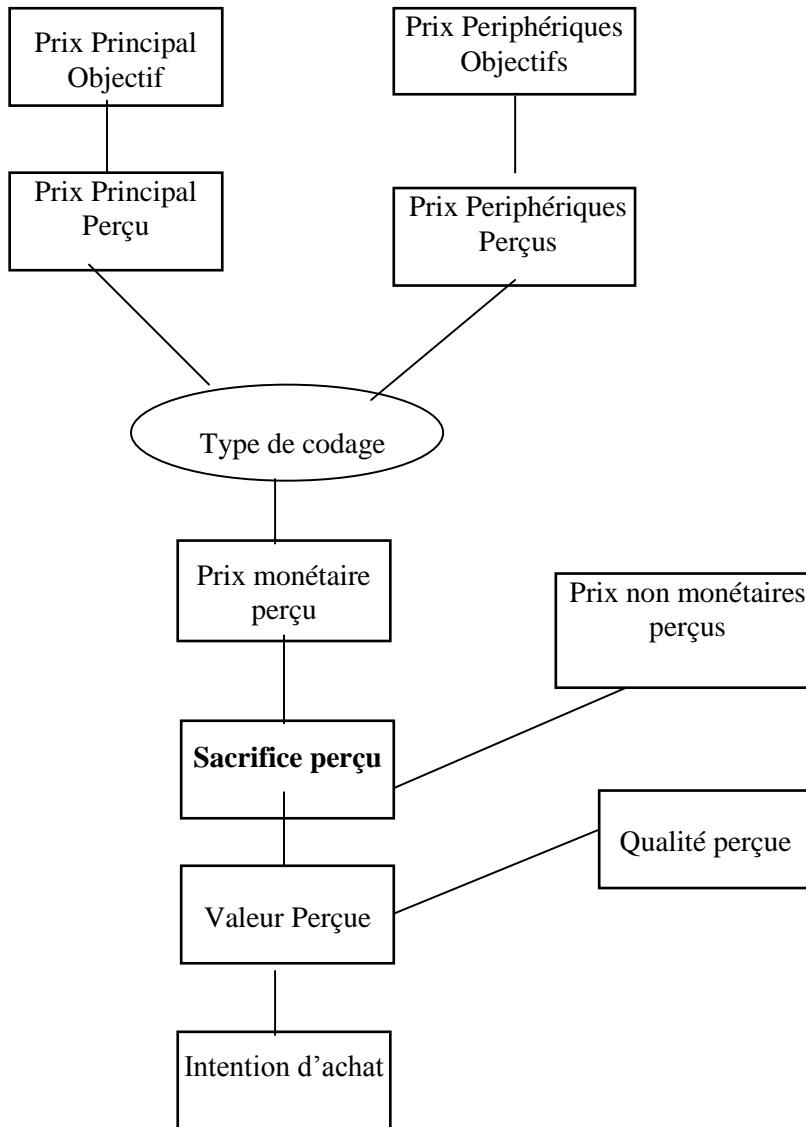 Prix Principal
Objectif
Prix Periphériques
Objectifs
Prix Principal
Perçu
Prix Periphériques
Perçus
Type de codage
Prix monétaire
perçu
Prix non monétaires
perçus
Sacrifice perçu
Qualité perçue
Valeur Perçue
Intention d’achat